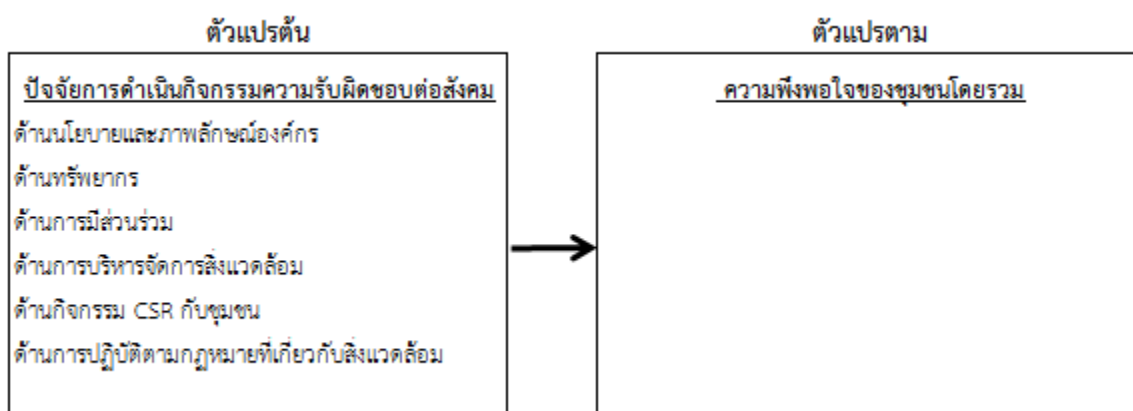 ตัวแปรต้น
ตัวแปรตาม
ปัจจัยการดำเนินกิจกรรมความรับผิดชอบต่อสังคม
ด้านนโยบายและภาพลักษณ์องค์กร
ด้านทรัพยากร
ด้านการมีส่วนร่วม
ด้านการบริหารจัดการสิ่งแวดล้อม
ด้านกิจกรรม CSR กับชุมชน
ด้านการปฏิบัติตามกฎหมายที่เกี่ยวกับสิ่งแวดล้อม
ความพึงพอใจของชุมชนโดยรวม